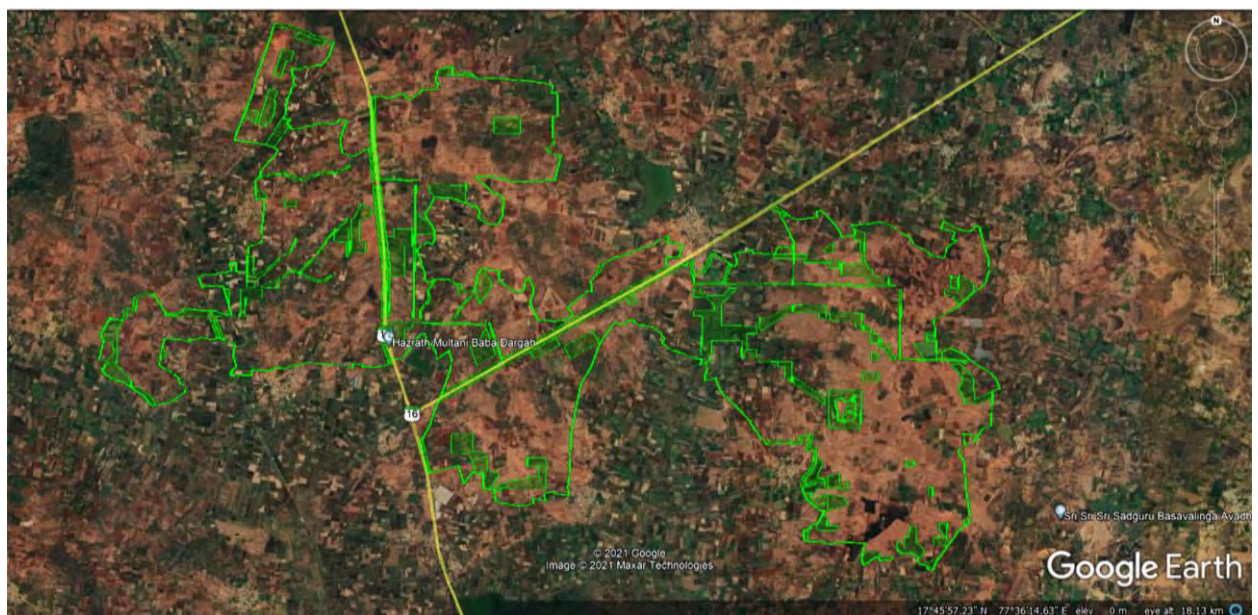 N
Hazrath Multani Baba Dargah
16
Sri Sri Sri Sadguru Basavalinga Avadh
© 2021 Google
Image © 2021 Maxar Technologies
Google Earth
17°45'57.23" N 77°36'14.63" E elev 0 m eye alt 18.13 km